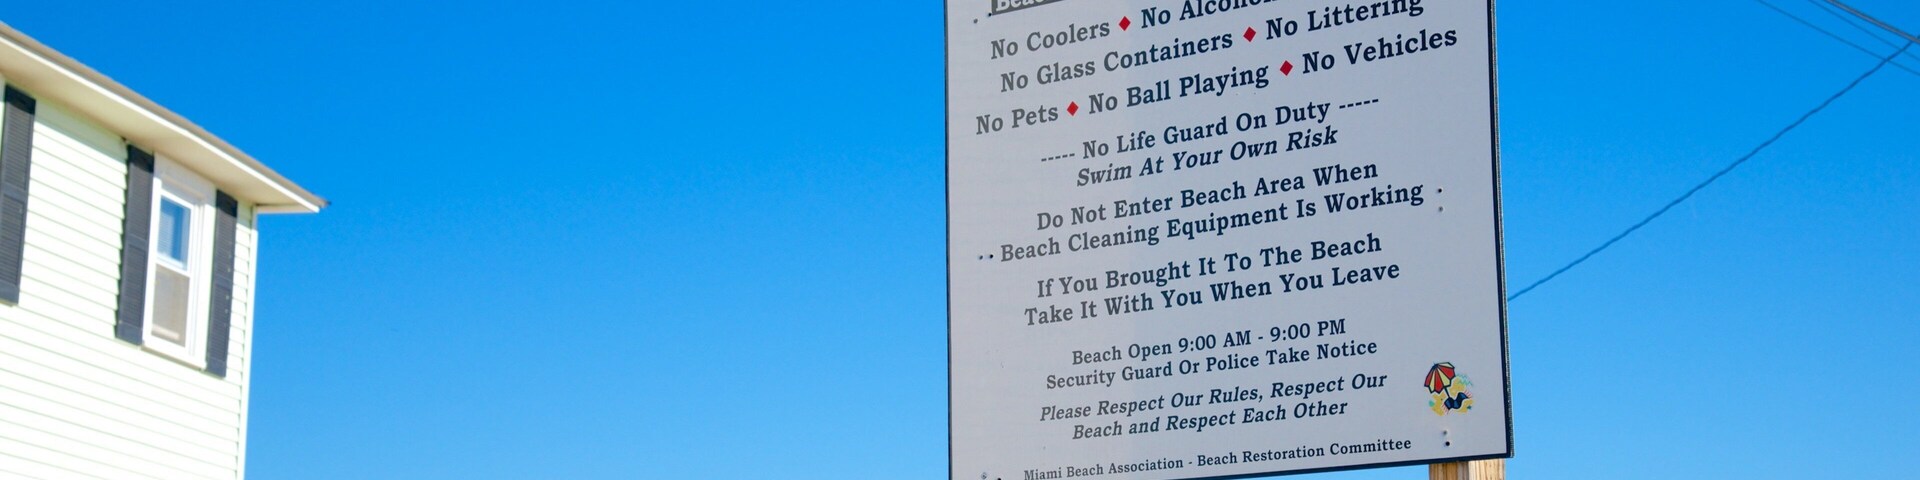 No Coolers ♦ No Alcohol
No Glass Containers ♦ No Littering
No Pets ♦ No Ball Playing ♦ No Vehicles
----- No Life Guard On Duty -----
Swim At Your Own Risk
Do Not Enter Beach Area When
Beach Cleaning Equipment Is Working
If You Brought It To The Beach
Take It With You When You Leave
Beach Open 9:00 AM - 9:00 PM
Security Guard Or Police Take Notice
Please Respect Our Rules, Respect Our
Beach and Respect Each Other
Miami Beach Association - Beach Restoration Committee